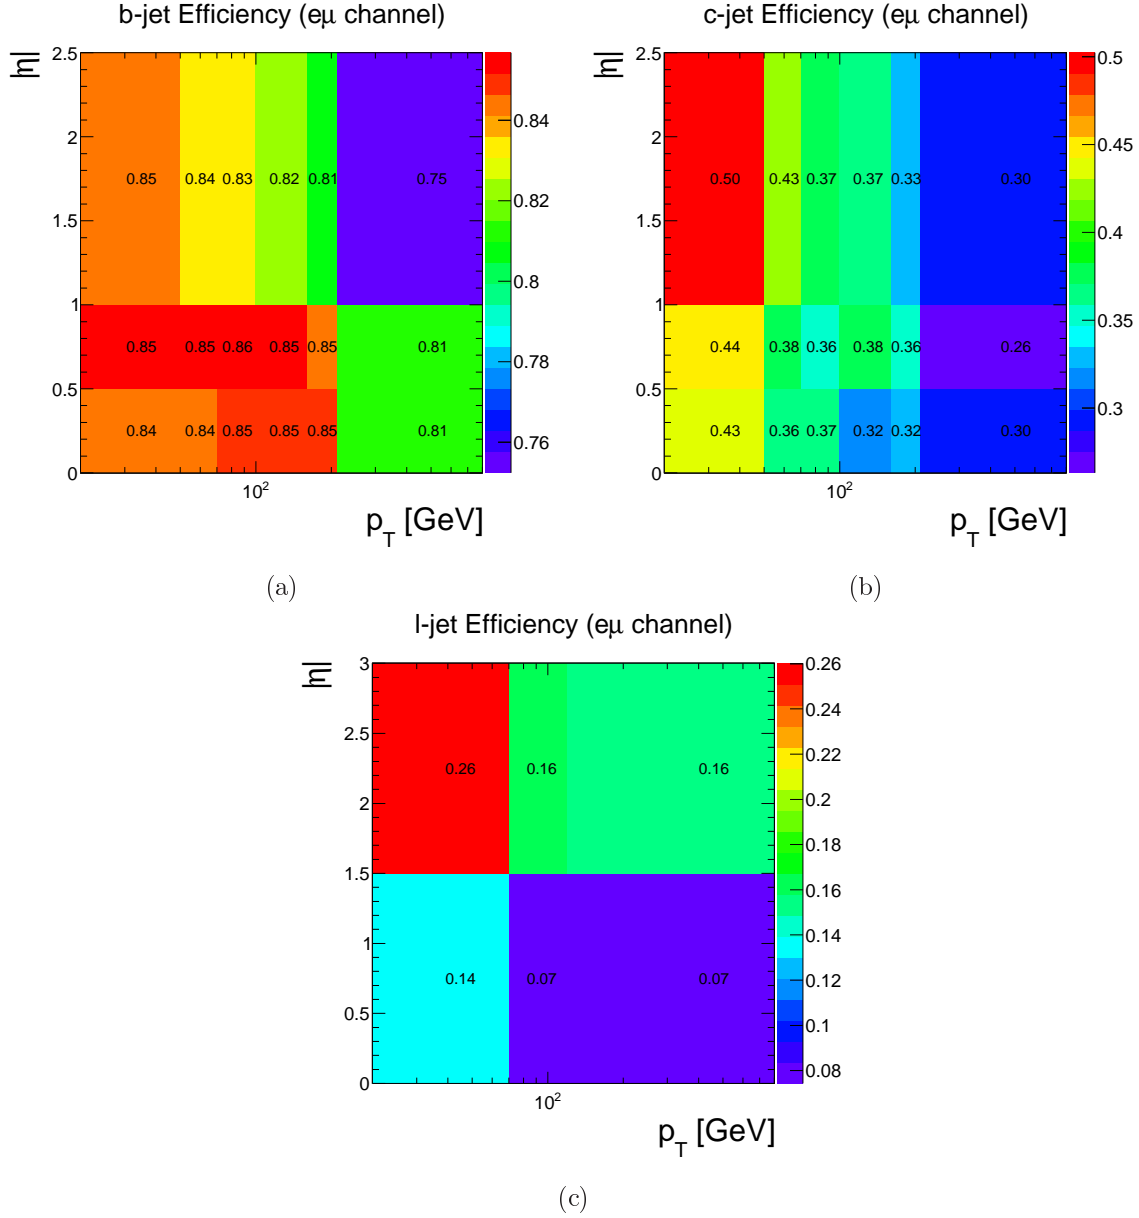 b-jet Efficiency (eμ channel)
|η|
2.5
2
1.5
1
0.5
0
0.85 0.84 0.83 0.82 0.81 0.75
0.85 0.85 0.86 0.85 0.85 0.81
0.84 0.84 0.85 0.85 0.85 0.81
0.84
0.82
0.8
0.78
0.76
10²
p_T [GeV]
(a)
c-jet Efficiency (eμ channel)
|η|
2.5
2
1.5
1
0.5
0
0.50 0.43 0.37 0.37 0.33 0.30
0.44 0.38 0.36 0.38 0.36 0.26
0.43 0.36 0.37 0.32 0.32 0.30
0.5
0.45
0.4
0.35
0.3
10²
p_T [GeV]
(b)
l-jet Efficiency (eμ channel)
|η|
3
2.5
2
1.5
1
0.5
0
0.26 0.16 0.16
0.14 0.07 0.07
0.26
0.24
0.22
0.2
0.18
0.16
0.14
0.12
0.1
0.08
10²
p_T [GeV]
(c)